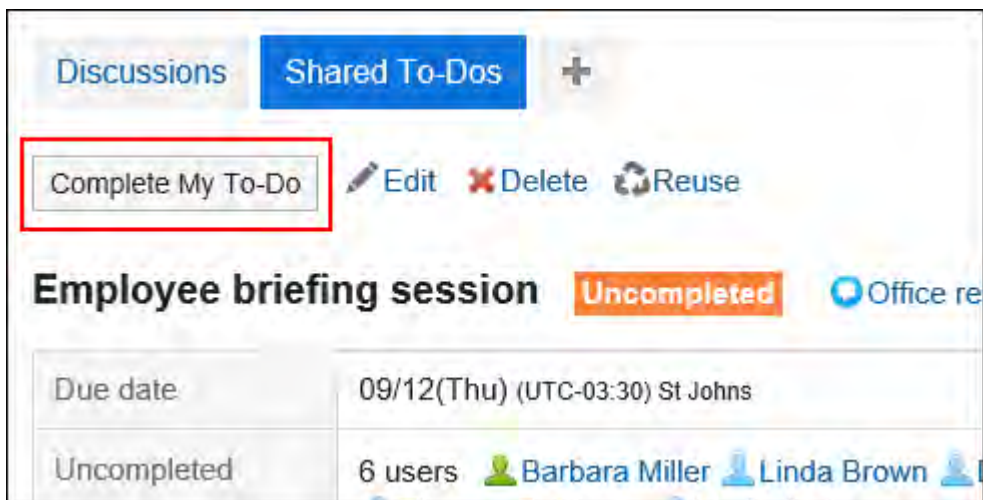 Discussions Shared To-Dos
Complete My To-Do Edit Delete Reuse
Employee briefing session Uncompleted Office re
Due date 09/12(Thu) (UTC-03:30) St Johns
Uncompleted 6 users Barbara Miller Linda Brown